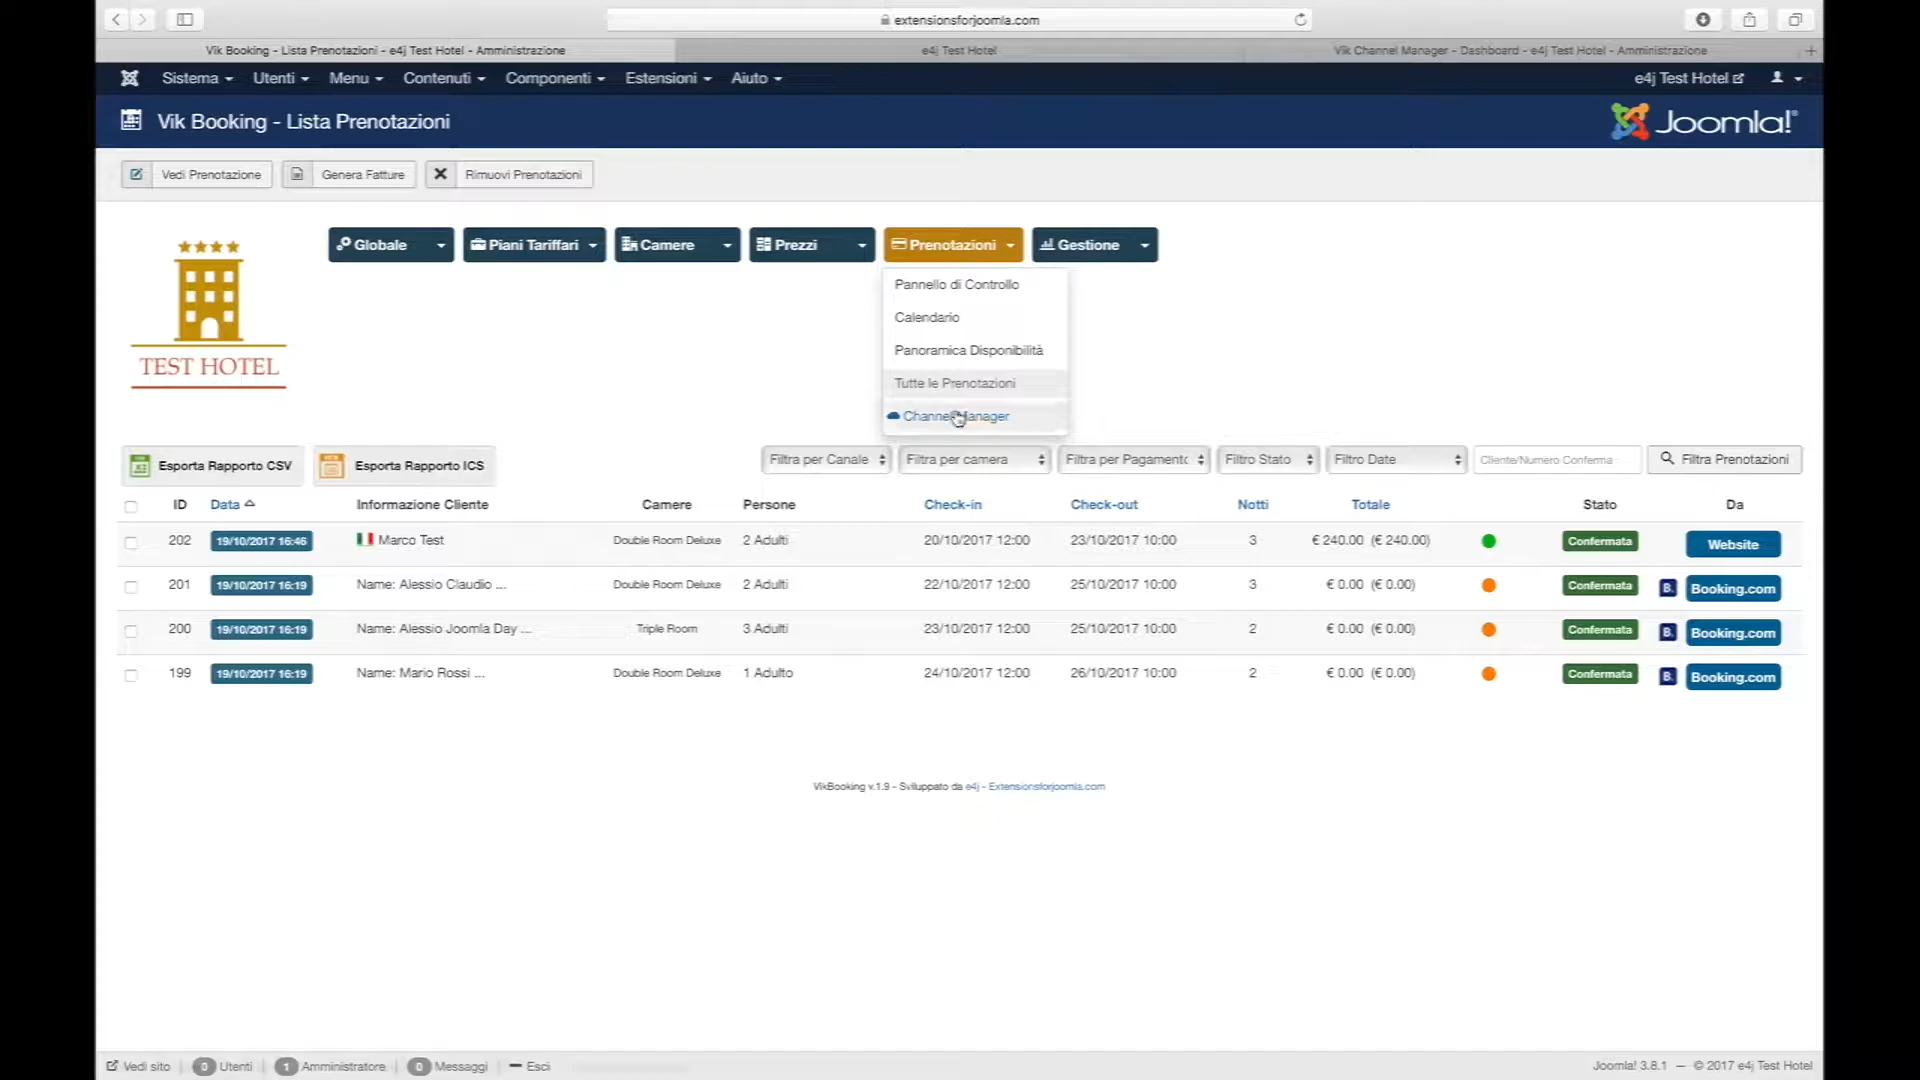 extensionsforjoomla.com
Vik Booking - Lista Prenotazioni - e4j Test Hotel - Amministrazione
e4j Test Hotel
Vik Channel Manager - Dashboard - e4j Test Hotel - Amministrazione
Sistema Utenti Menu Contenuti Componenti Estensioni Aiuto e4j Test Hotel
Vik Booking - Lista Prenotazioni
Joomla!®
Vedi Prenotazione Genera Fatture Rimuovi Prenotazioni
Globale Piani Tariffari Camere Prezzi Prenotazioni Gestione
TEST HOTEL
Pannello di Controllo
Calendario
Panoramica Disponibilità
Tutte le Prenotazioni
Channel Manager
Esporta Rapporto CSV Esporta Rapporto ICS Filtra per Canale Filtra per camera Filtra per Pagamento Filtro Stato Filtro Date Cliente/Numero Conferma Filtra Prenotazioni
ID Data Informazione Cliente Camere Persone Check-in Check-out Notti Totale Stato Da
202 19/10/2017 16:46 Marco Test Double Room Deluxe 2 Adulti 20/10/2017 12:00 23/10/2017 10:00 3 € 240.00 (€ 240.00) Confermata Website
201 19/10/2017 16:19 Name: Alessio Claudio ... Double Room Deluxe 2 Adulti 22/10/2017 12:00 25/10/2017 10:00 3 € 0.00 (€ 0.00) Confermata B. Booking.com
200 19/10/2017 16:19 Name: Alessio Joomla Day ... Triple Room 3 Adulti 23/10/2017 12:00 25/10/2017 10:00 2 € 0.00 (€ 0.00) Confermata B. Booking.com
199 19/10/2017 16:19 Name: Mario Rossi ... Double Room Deluxe 1 Adulto 24/10/2017 12:00 26/10/2017 10:00 2 € 0.00 (€ 0.00) Confermata B. Booking.com
VikBooking v.1.9 - Sviluppato da e4j - Extensionsforjoomla.com
Vedi sito 0 Utenti 1 Amministratore 0 Messaggi Esci Joomla! 3.8.1 — © 2017 e4j Test Hotel